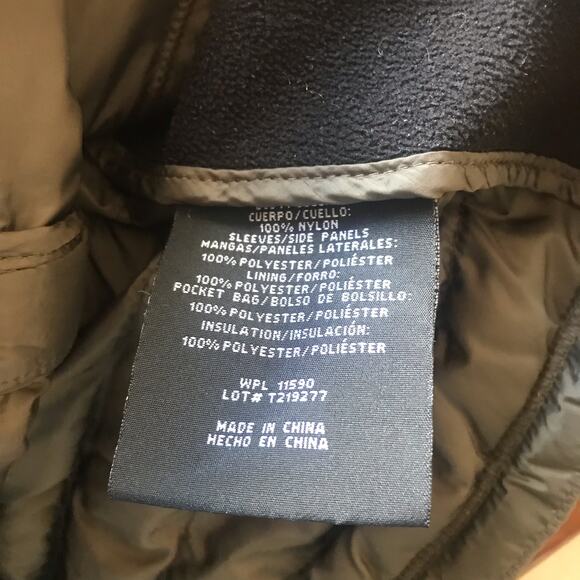 CUERPO/CUELLO:
100% NYLON
SLEEVES/SIDE PANELS
MANGAS/PANELES LATERALES:
100% POLYESTER/POLIÉSTER
LINING/FORRO:
100% POLYESTER/POLIÉSTER
POCKET BAG/BOLSO DE BOLSILLO:
100% POLYESTER/POLIÉSTER
INSULATION/INSULACIÓN:
100% POLYESTER/POLIÉSTER
WPL 11590
LOT# T219277
MADE IN CHINA
HECHO EN CHINA